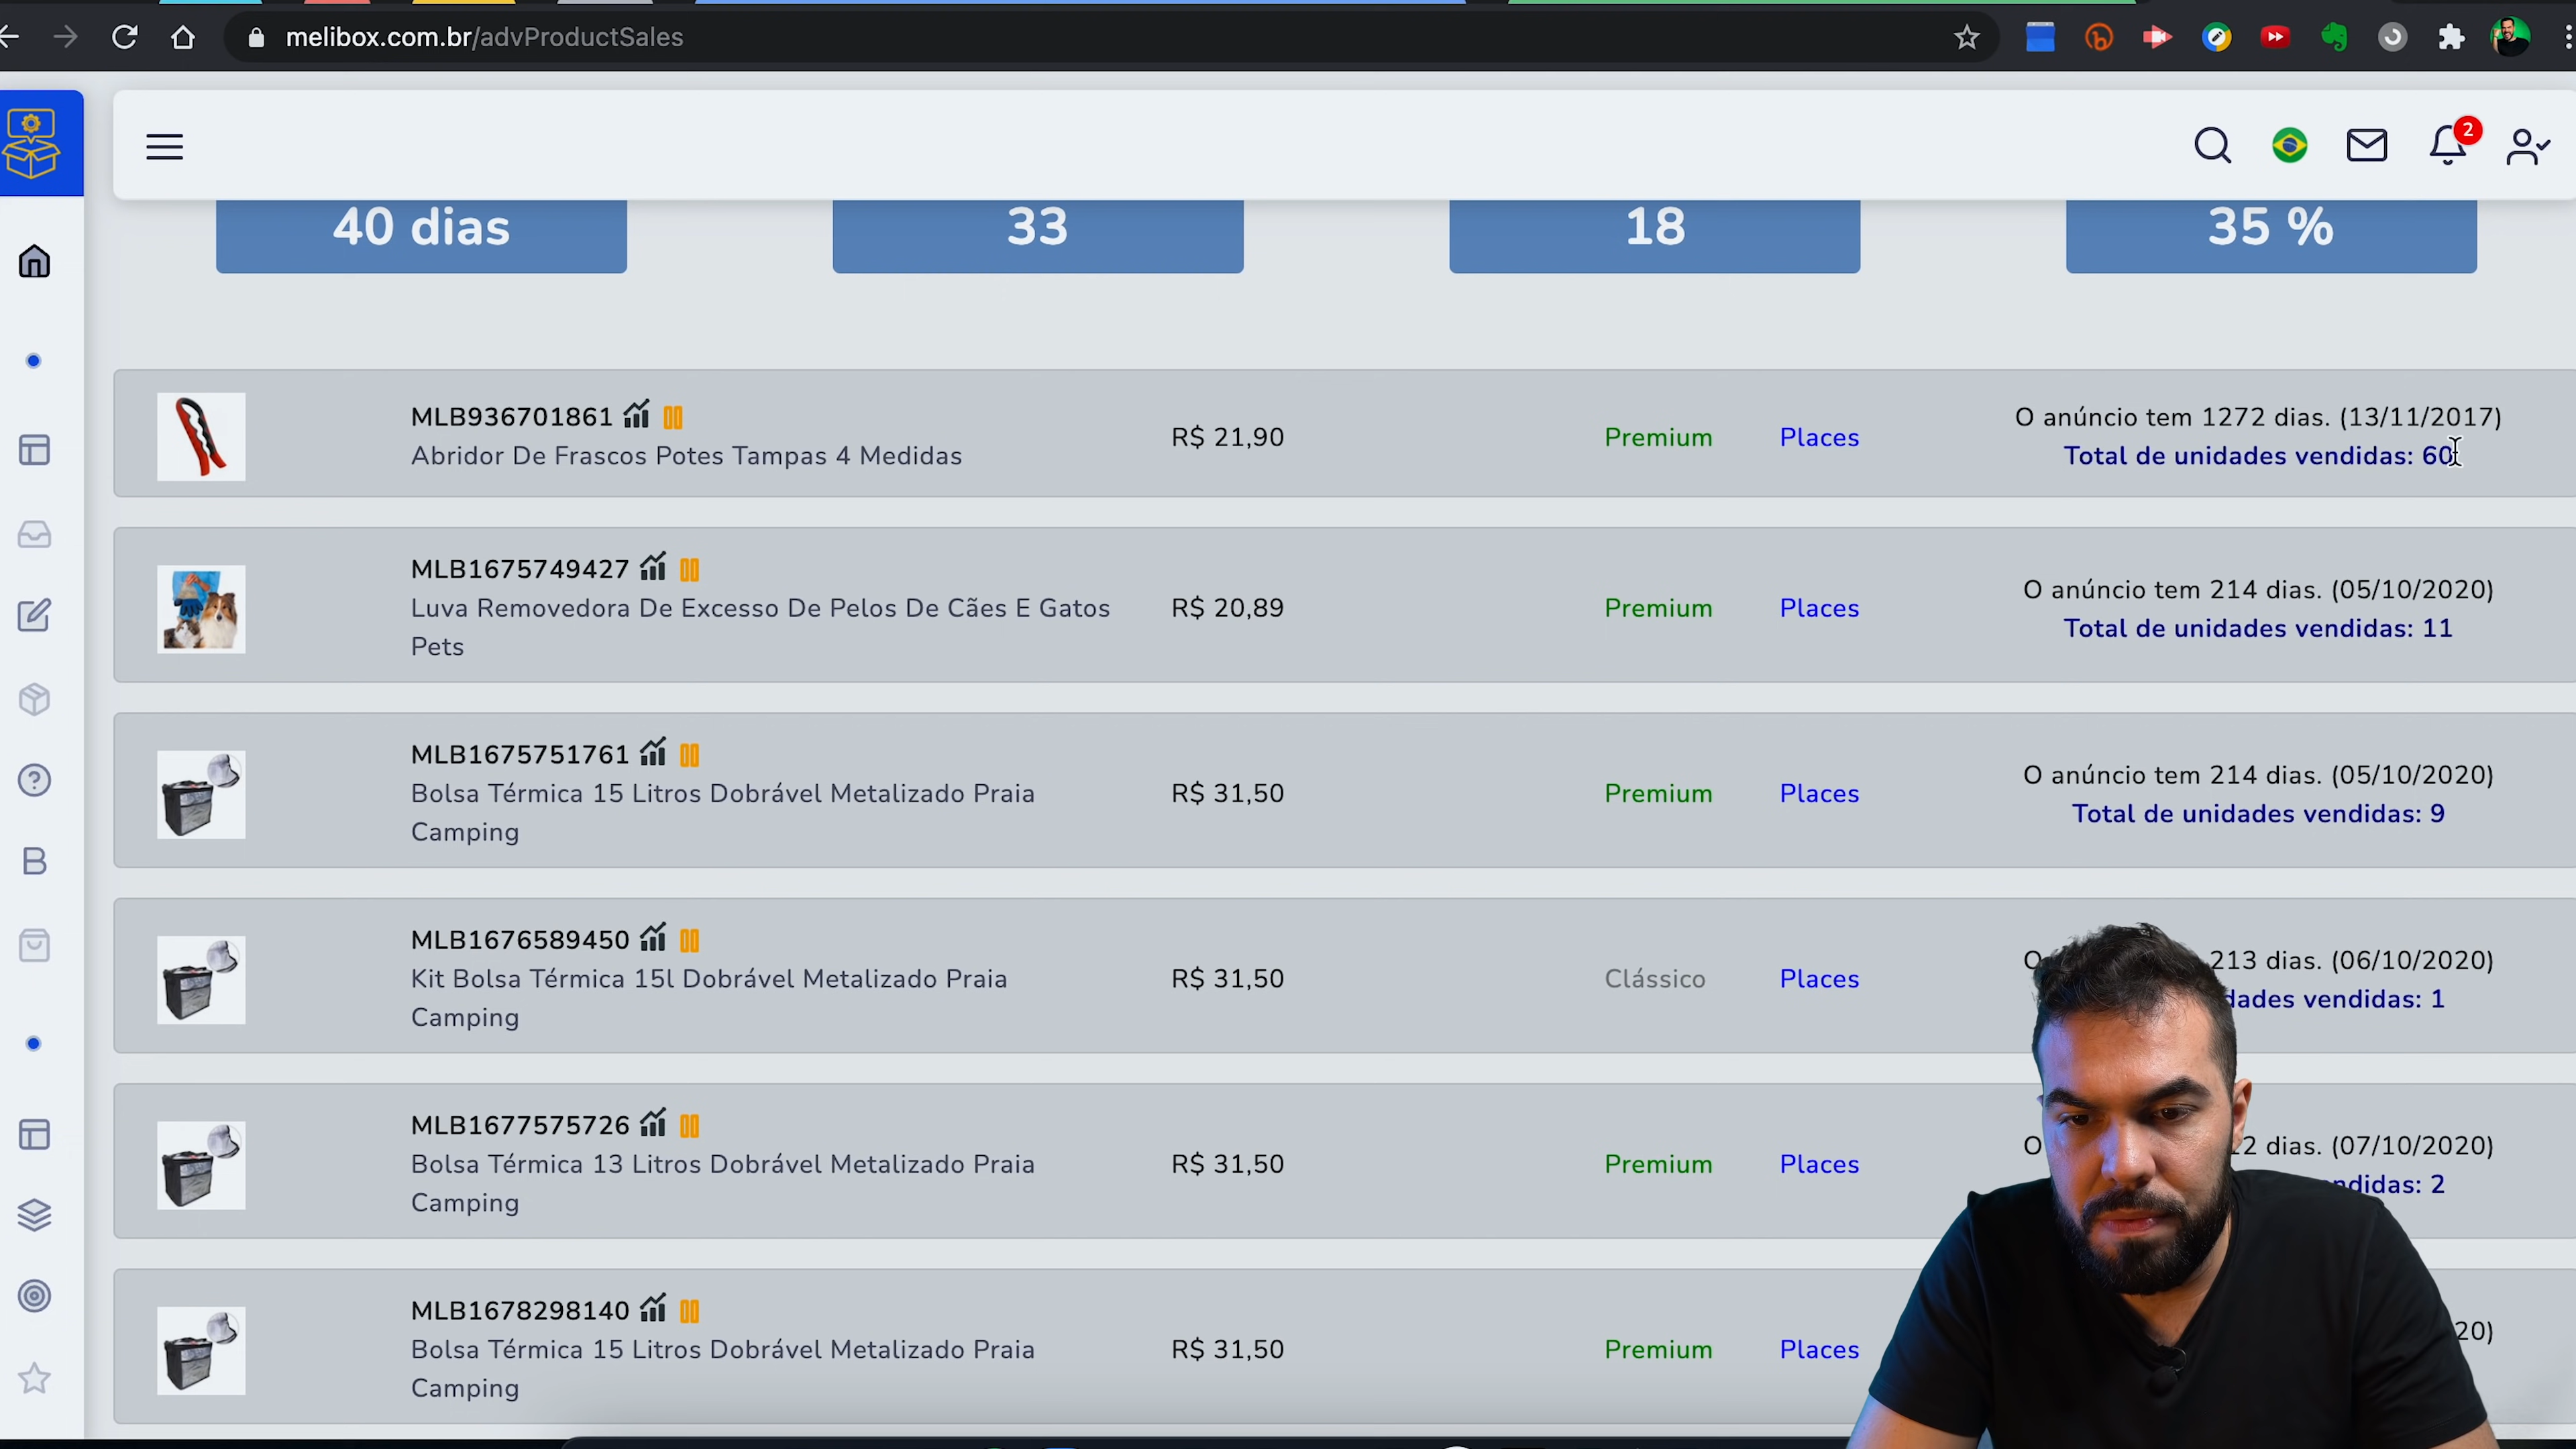 melibox.com.br/advProductSales
2
40 dias
33
18
35 %
MLB936701861
Abridor De Frascos Potes Tampas 4 Medidas
R$ 21,90
Premium
Places
O anúncio tem 1272 dias. (13/11/2017)
Total de unidades vendidas: 60
MLB1675749427
Luva Removedora De Excesso De Pelos De Cães E Gatos
Pets
R$ 20,89
Premium
Places
O anúncio tem 214 dias. (05/10/2020)
Total de unidades vendidas: 11
MLB1675751761
Bolsa Térmica 15 Litros Dobrável Metalizado Praia
Camping
R$ 31,50
Premium
Places
O anúncio tem 214 dias. (05/10/2020)
Total de unidades vendidas: 9
MLB1676589450
Kit Bolsa Térmica 15l Dobrável Metalizado Praia
Camping
R$ 31,50
Clássico
Places
O 213 dias. (06/10/2020)
vendidas: 1
MLB1677575726
Bolsa Térmica 13 Litros Dobrável Metalizado Praia
Camping
R$ 31,50
Premium
Places
O dias. (07/10/2020)
2
MLB1678298140
Bolsa Térmica 15 Litros Dobrável Metalizado Praia
Camping
R$ 31,50
Premium
Places
B